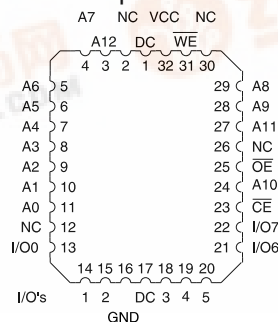 A7 NC VCC NC
A12 DC W̅E̅
4 3 2 1 32 31 30
A6 5 29 A8
A5 6 28 A9
A4 7 27 A11
A3 8 26 NC
A2 9 25 O̅E̅
A1 10 24 A10
A0 11 23 C̅E̅
NC 12 22 I/O7
I/O0 13 21 I/O6
14 15 16 17 18 19 20
I/O's 1 2 DC 3 4 5
GND